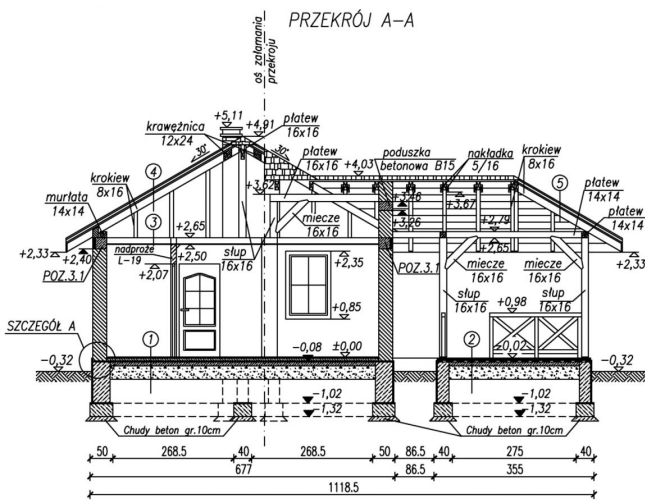 PRZEKRÓJ A-A
oś załamania
przekroju
+5,11
+4,91
płatew
16x16
krawężnica
12x24
30°
30°
płatew
16x16
+4,03
poduszka
betonowa B15
nakładka
5/16
krokiew
8x16
krokiew
8x16
④
+3,62
+3,46
+3,67
⑤
płatew
14x14
murłata
14x14
+3,26
+2,79
płatew
14x14
③
+2,65
miecze
16x16
+2,65
+2,33
+2,40
nadproże
L-19
+2,50
+2,07
słup
16x16
+2,35
POZ.3.1
POZ.3.1
miecze
16x16
miecze
16x16
+2,33
słup
16x16
słup
16x16
+0,85
+0,98
SZCZEGÓŁ A
①
-0,08
±0,00
②
-0,02
-0,32
-0,32
-1,02
-1,32
-1,02
-1,32
Chudy beton gr.10cm
Chudy beton gr.10cm
50 268.5 40 268.5 50 86.5 40 275 40
677 86.5 355
1118.5